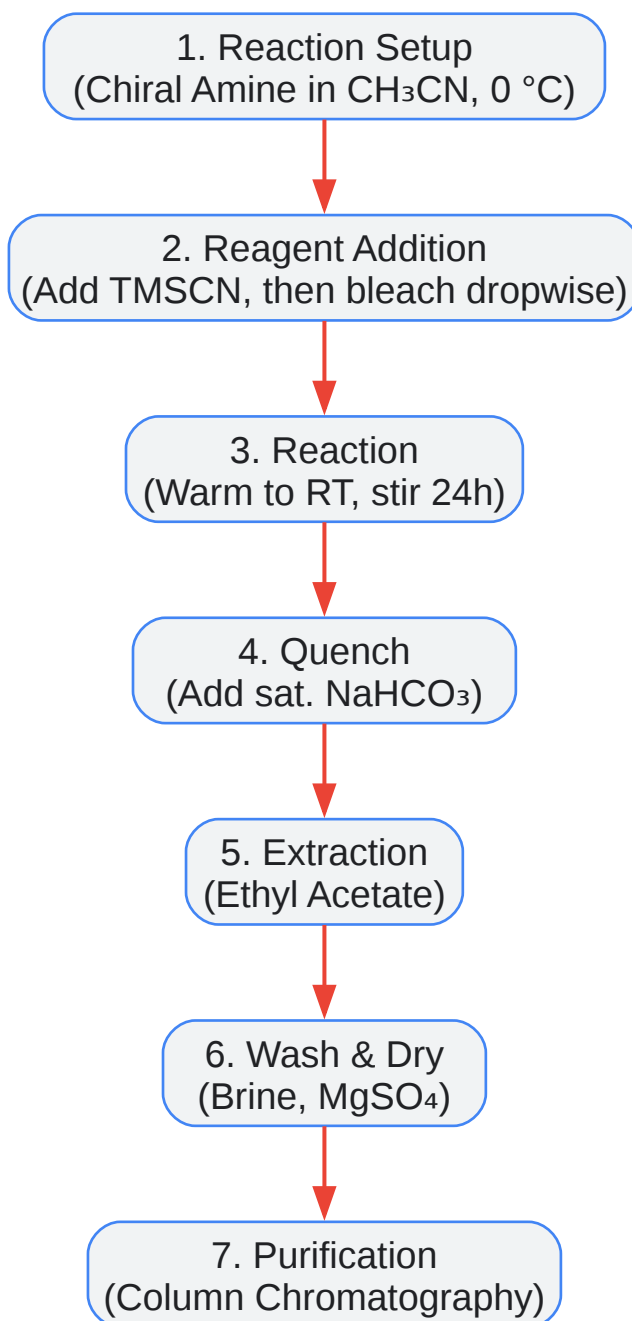 1. Reaction Setup
(Chiral Amine in CH₃CN, 0 °C)
2. Reagent Addition
(Add TMSCN, then bleach dropwise)
3. Reaction
(Warm to RT, stir 24h)
4. Quench
(Add sat. NaHCO₃)
5. Extraction
(Ethyl Acetate)
6. Wash & Dry
(Brine, MgSO₄)
7. Purification
(Column Chromatography)